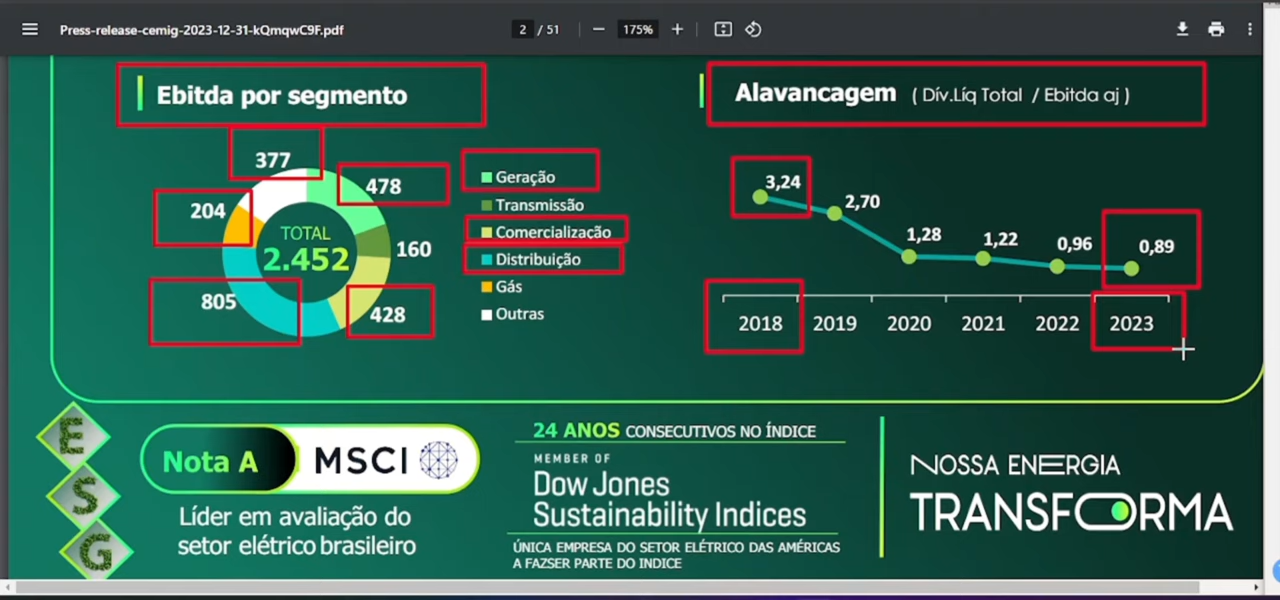 Press-release-cemig-2023-12-31-kQmqwC9F.pdf
2 / 51
175%
Ebitda por segmento
377
478
204
TOTAL
2.452
160
805
428
Geração
Transmissão
Comercialização
Distribuição
Gás
Outras
Alavancagem ( Dív.Líq Total / Ebitda aj )
3,24
2,70
1,28
1,22
0,96
0,89
2018 2019 2020 2021 2022 2023
E
S
G
Nota A
MSCI
Líder em avaliação do
setor elétrico brasileiro
24 ANOS CONSECUTIVOS NO ÍNDICE
MEMBER OF
Dow Jones
Sustainability Indices
ÚNICA EMPRESA DO SETOR ELÉTRICO DAS AMÉRICAS
A FAZSER PARTE DO INDICE
NOSSA ENERGIA
TRANSFORMA